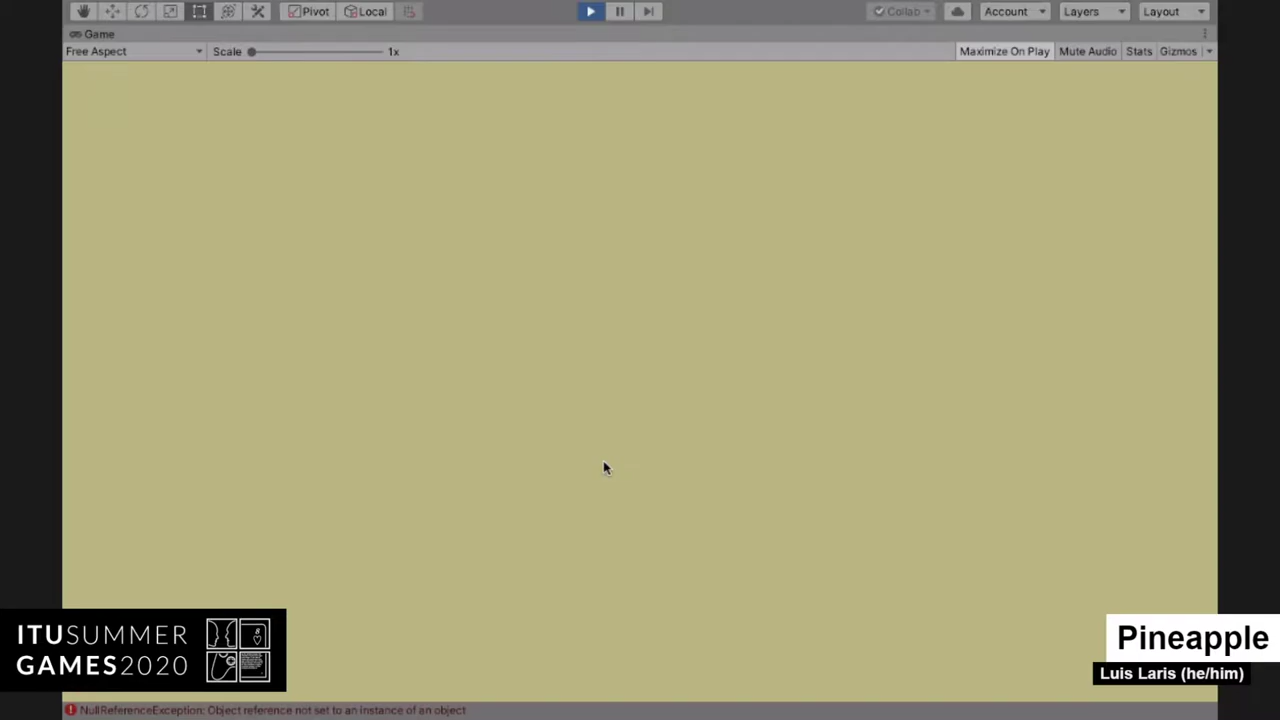 Pivot Local Collab Account Layers Layout
Game
Free Aspect Scale 1x Maximize On Play Mute Audio Stats Gizmos
ITUSUMMER
GAMES2020
8
Pineapple
Luis Laris (he/him)
NullReferenceException: Object reference not set to an instance of an object